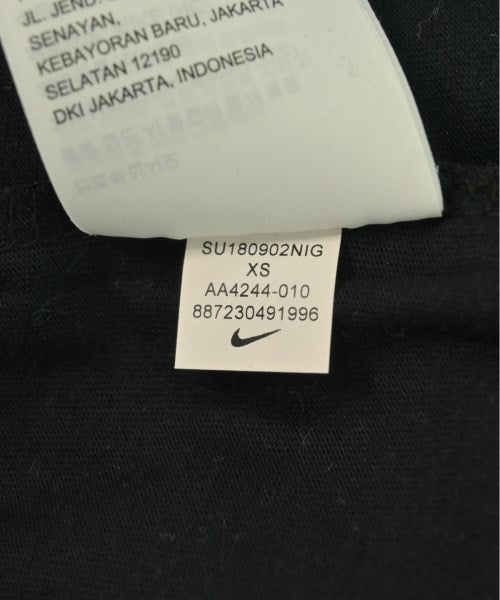 JL. JEND.
SENAYAN,
KEBAYORAN BARU, JAKARTA
SELATAN 12190
DKI JAKARTA, INDONESIA
SU180902NIG
XS
AA4244-010
887230491996